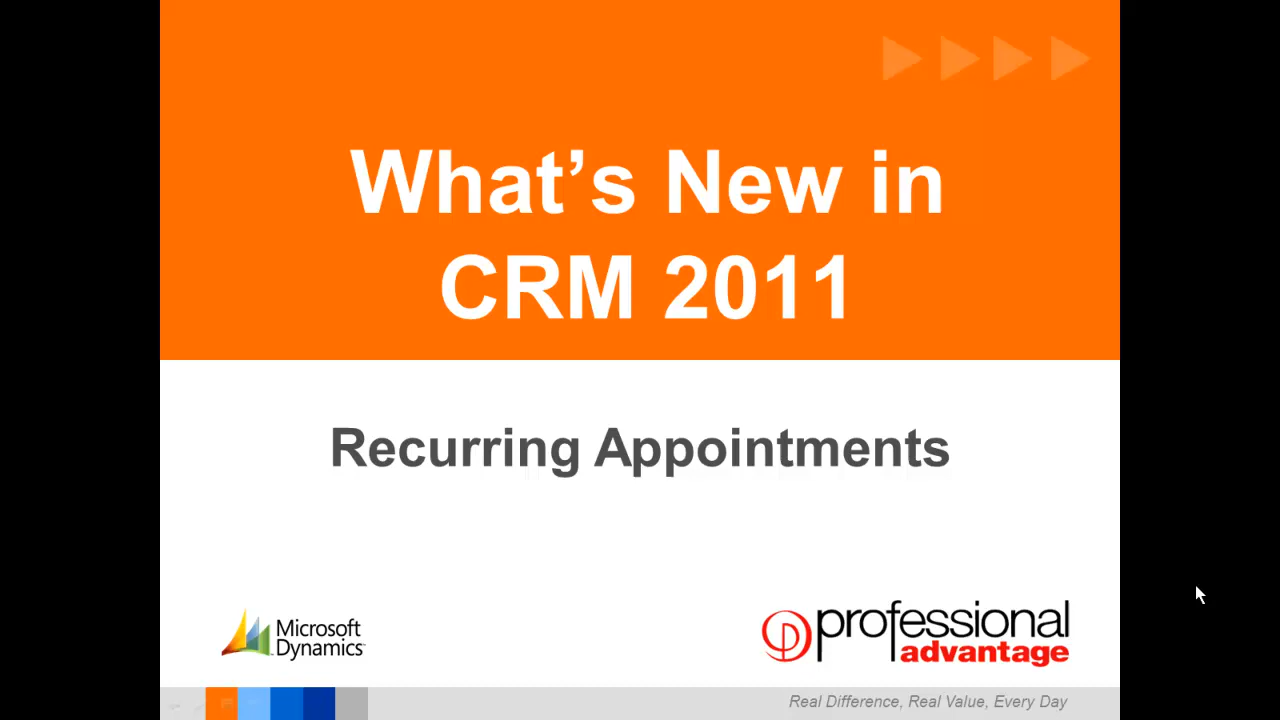 What’s New in
CRM 2011
Recurring Appointments
Microsoft
Dynamics
professional
advantage
Real Difference, Real Value, Every Day